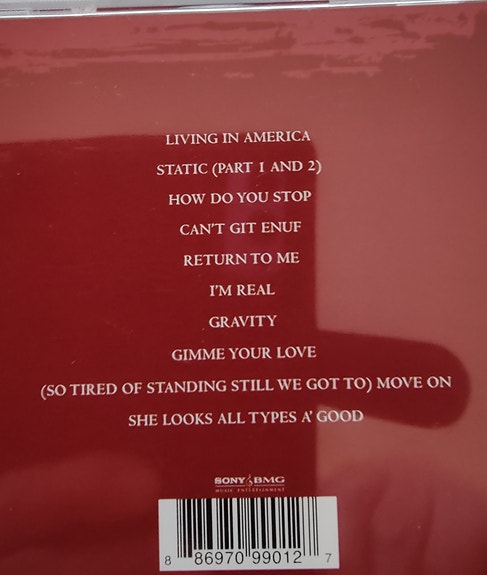 LIVING IN AMERICA
STATIC (PART 1 AND 2)
HOW DO YOU STOP
CAN'T GIT ENUF
RETURN TO ME
I'M REAL
GRAVITY
GIMME YOUR LOVE
(SO TIRED OF STANDING STILL WE GOT TO) MOVE ON
SHE LOOKS ALL TYPES A' GOOD
SONY BMG
MUSIC ENTERTAINMENT
8 86970 99012 7